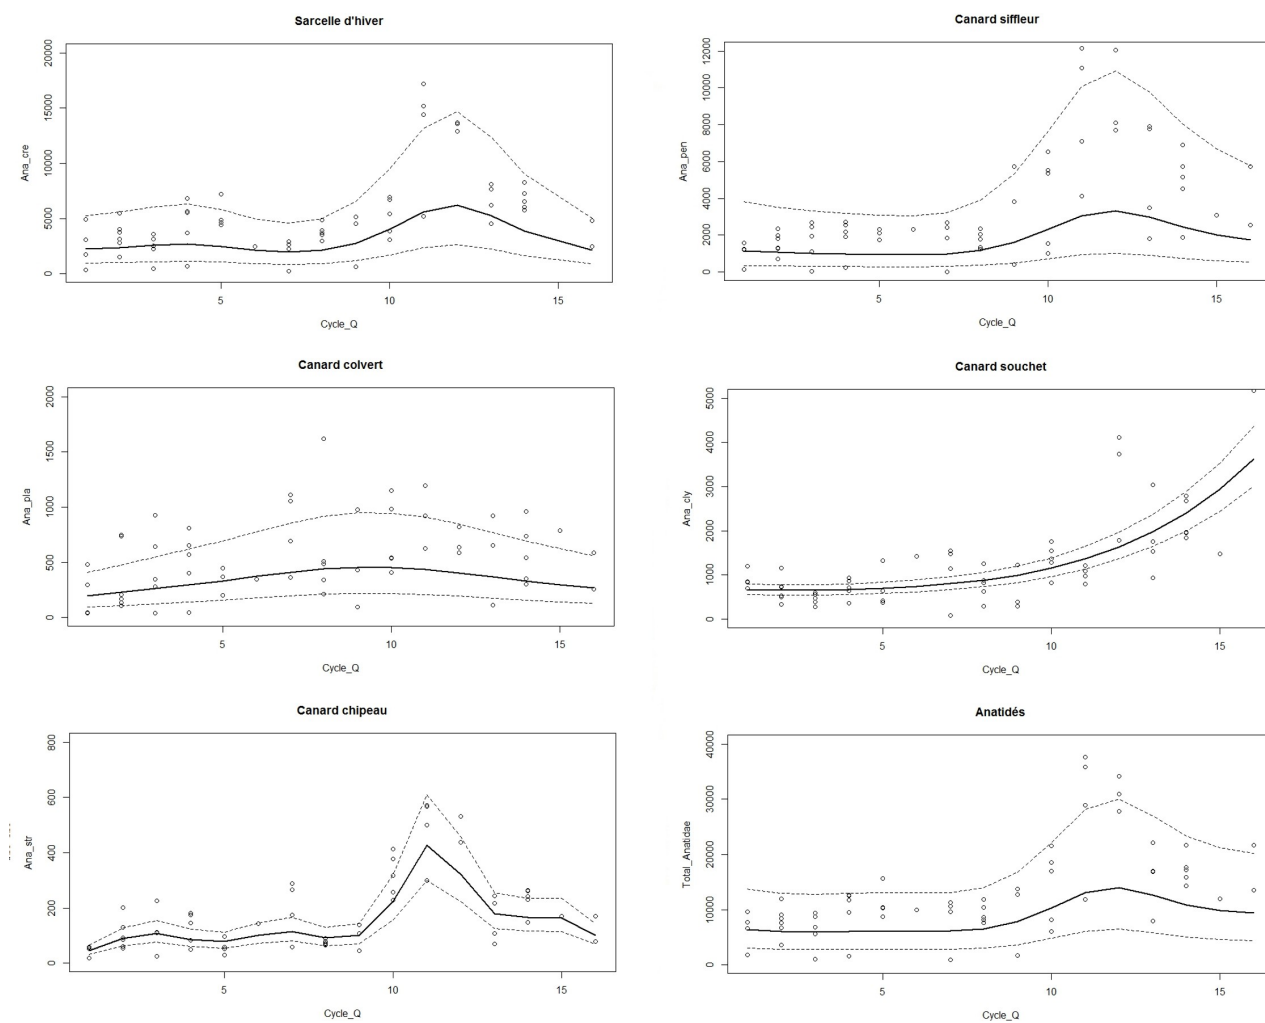 Sarcelle d'hiver
Ana_cre
20000
15000
10000
5000
0
5
10
15
Cycle_Q
Canard siffleur
Ana_pen
12000
10000
8000
6000
4000
2000
0
5
10
15
Cycle_Q
Canard colvert
Ana_pla
2000
1500
1000
500
0
5
10
15
Cycle_Q
Canard souchet
Ana_cly
5000
4000
3000
2000
1000
0
5
10
15
Cycle_Q
Canard chipeau
Ana_str
800
600
400
200
0
5
10
15
Cycle_Q
Anatidés
Total_Anatidae
40000
30000
20000
10000
0
5
10
15
Cycle_Q